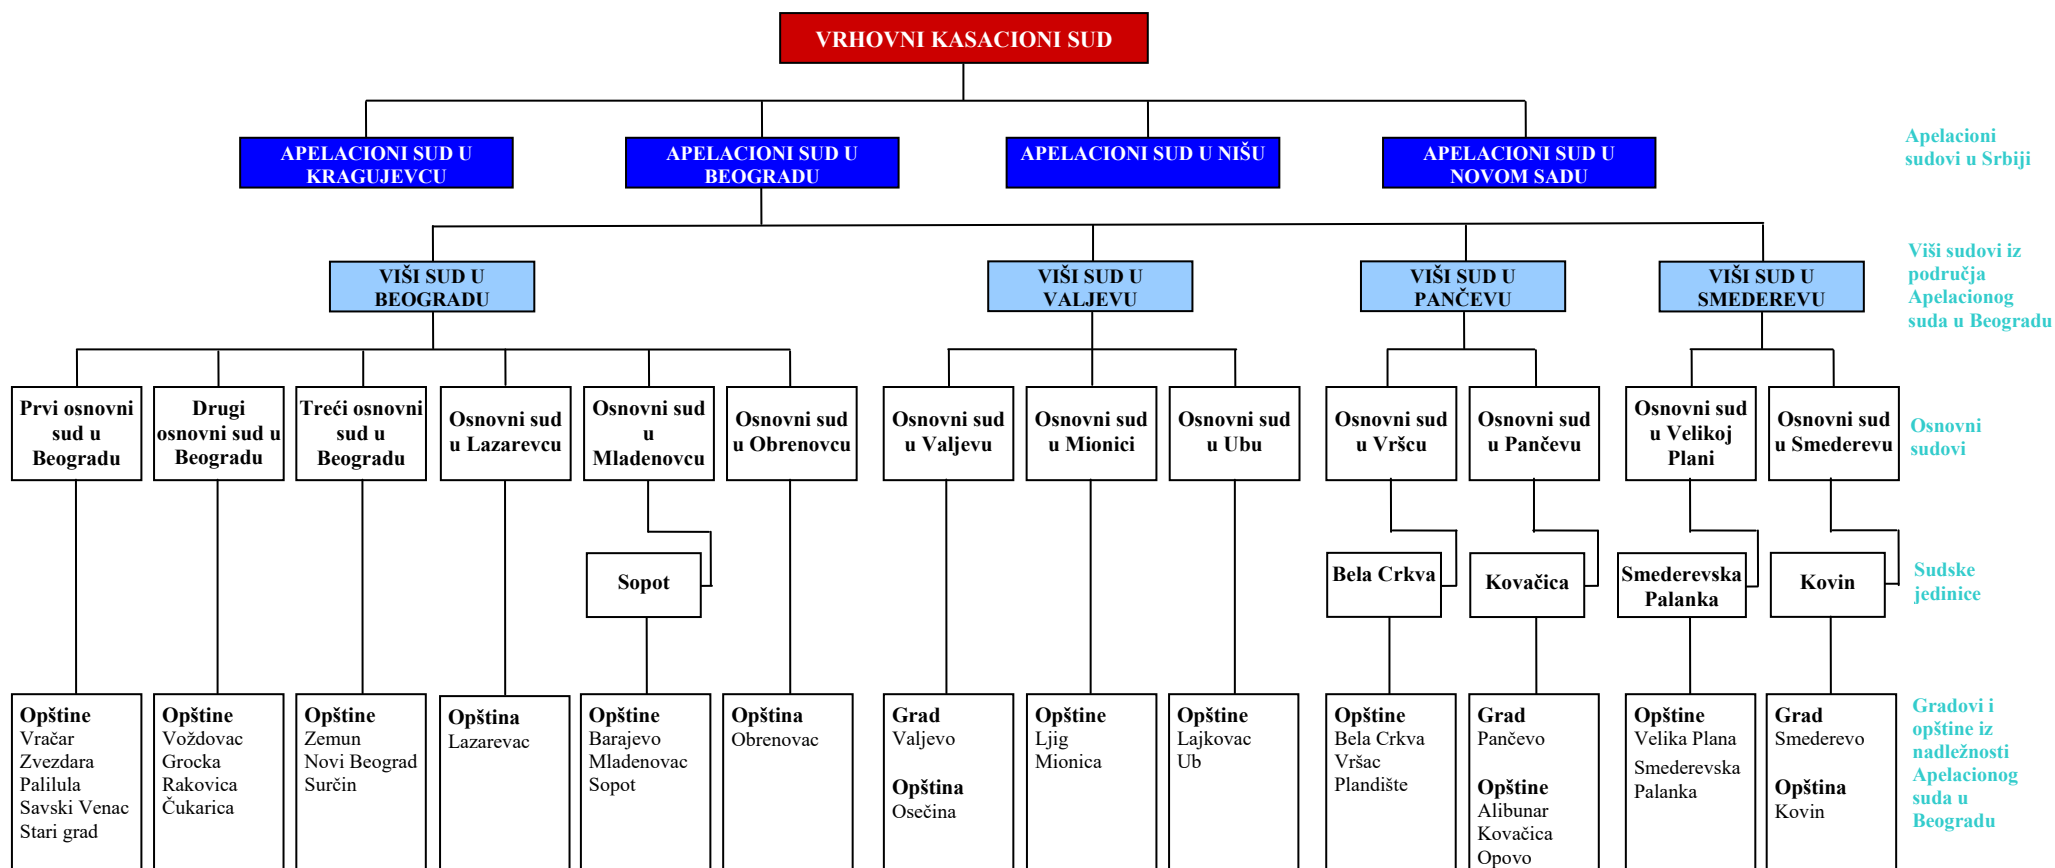 VRHOVNI KASACIONI SUD
APELACIONI SUD U
KRAGUJEVCU
APELACIONI SUD U
BEOGRADU
APELACIONI SUD U NIŠU
APELACIONI SUD U
NOVOM SADU
Apelacioni
sudovi u Srbiji
VIŠI SUD U
BEOGRADU
VIŠI SUD U
VALJEVU
VIŠI SUD U
PANČEVU
VIŠI SUD U
SMEDEREVU
Viši sudovi iz
područja
Apelacionog
suda u Beogradu
Prvi osnovni
sud u
Beogradu
Drugi
osnovni sud u
Beogradu
Treći osnovni
sud u
Beogradu
Osnovni sud
u Lazarevcu
Osnovni sud
u
Mladenovcu
Osnovni sud
u Obrenovcu
Osnovni sud
u Valjevu
Osnovni sud
u Mionici
Osnovni sud
u Ubu
Osnovni sud
u Vršcu
Osnovni sud
u Pančevu
Osnovni sud
u Velikoj
Plani
Osnovni sud
u Smederevu
Osnovni
sudovi
Sopot
Bela Crkva
Kovačica
Smederevska
Palanka
Kovin
Sudske
jedinice
Opštine
Vračar
Zvezdara
Palilula
Savski Venac
Stari grad
Opštine
Voždovac
Grocka
Rakovica
Čukarica
Opštine
Zemun
Novi Beograd
Surčin
Opština
Lazarevac
Opštine
Barajevo
Mladenovac
Sopot
Opština
Obrenovac
Grad
Valjevo
Opština
Osečina
Opštine
Ljig
Mionica
Opštine
Lajkovac
Ub
Opštine
Bela Crkva
Vršac
Plandište
Grad
Pančevo
Opštine
Alibunar
Kovačica
Opovo
Opštine
Velika Plana
Smederevska
Palanka
Grad
Smederevo
Opština
Kovin
Gradovi i
opštine iz
nadležnosti
Apelacionog
suda u
Beogradu